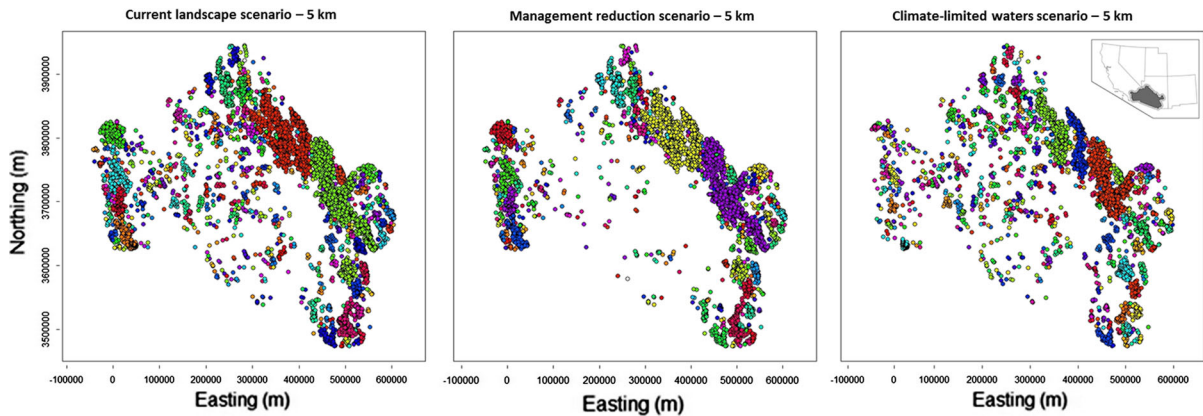 Current landscape scenario – 5 km
Management reduction scenario – 5 km
Climate-limited waters scenario – 5 km
Northing (m)
3900000
3800000
3700000
3600000
3500000
-100000 0 100000 200000 300000 400000 500000 600000
-100000 0 100000 200000 300000 400000 500000 600000
-100000 0 100000 200000 300000 400000 500000 600000
Easting (m)
Easting (m)
Easting (m)